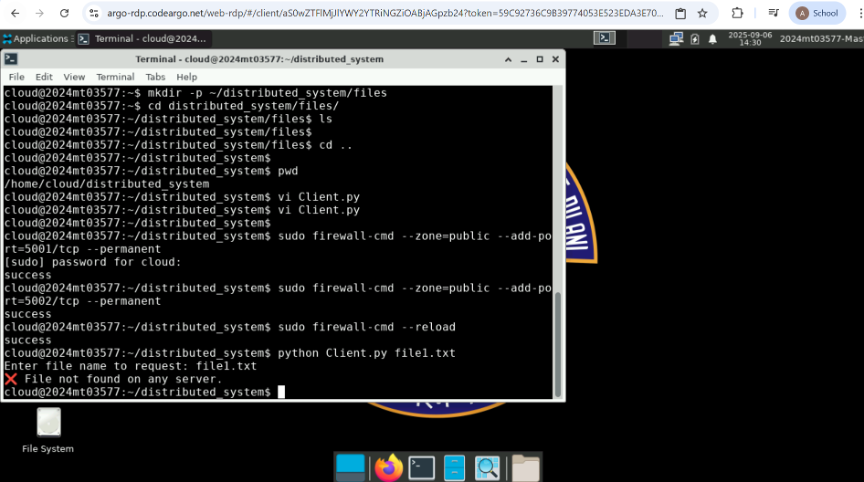 argo-rdp.codeargo.net/web-rdp/#/client/aS0wZTFlMjJlYWY2YTRiNGZiOABjAGpzb24?token=59C92736C9B39774053E523EDA3E70...
A School
Applications
Terminal - cloud@2024...
2025-09-06
14:30
2024mt03577-Mas
Terminal - cloud@2024mt03577:~/distributed_system
File Edit View Terminal Tabs Help
cloud@2024mt03577:~$ mkdir -p ~/distributed_system/files
cloud@2024mt03577:~$ cd distributed_system/files/
cloud@2024mt03577:~/distributed_system/files$ ls
cloud@2024mt03577:~/distributed_system/files$
cloud@2024mt03577:~/distributed_system/files$ cd ..
cloud@2024mt03577:~/distributed_system$
cloud@2024mt03577:~/distributed_system$ pwd
/home/cloud/distributed_system
cloud@2024mt03577:~/distributed_system$ vi Client.py
cloud@2024mt03577:~/distributed_system$ vi Client.py
cloud@2024mt03577:~/distributed_system$
cloud@2024mt03577:~/distributed_system$ sudo firewall-cmd --zone=public --add-po
rt=5001/tcp --permanent
[sudo] password for cloud:
success
cloud@2024mt03577:~/distributed_system$ sudo firewall-cmd --zone=public --add-po
rt=5002/tcp --permanent
success
cloud@2024mt03577:~/distributed_system$ sudo firewall-cmd --reload
success
cloud@2024mt03577:~/distributed_system$ python Client.py file1.txt
Enter file name to request: file1.txt
❌ File not found on any server.
cloud@2024mt03577:~/distributed_system$
PILANI
File System